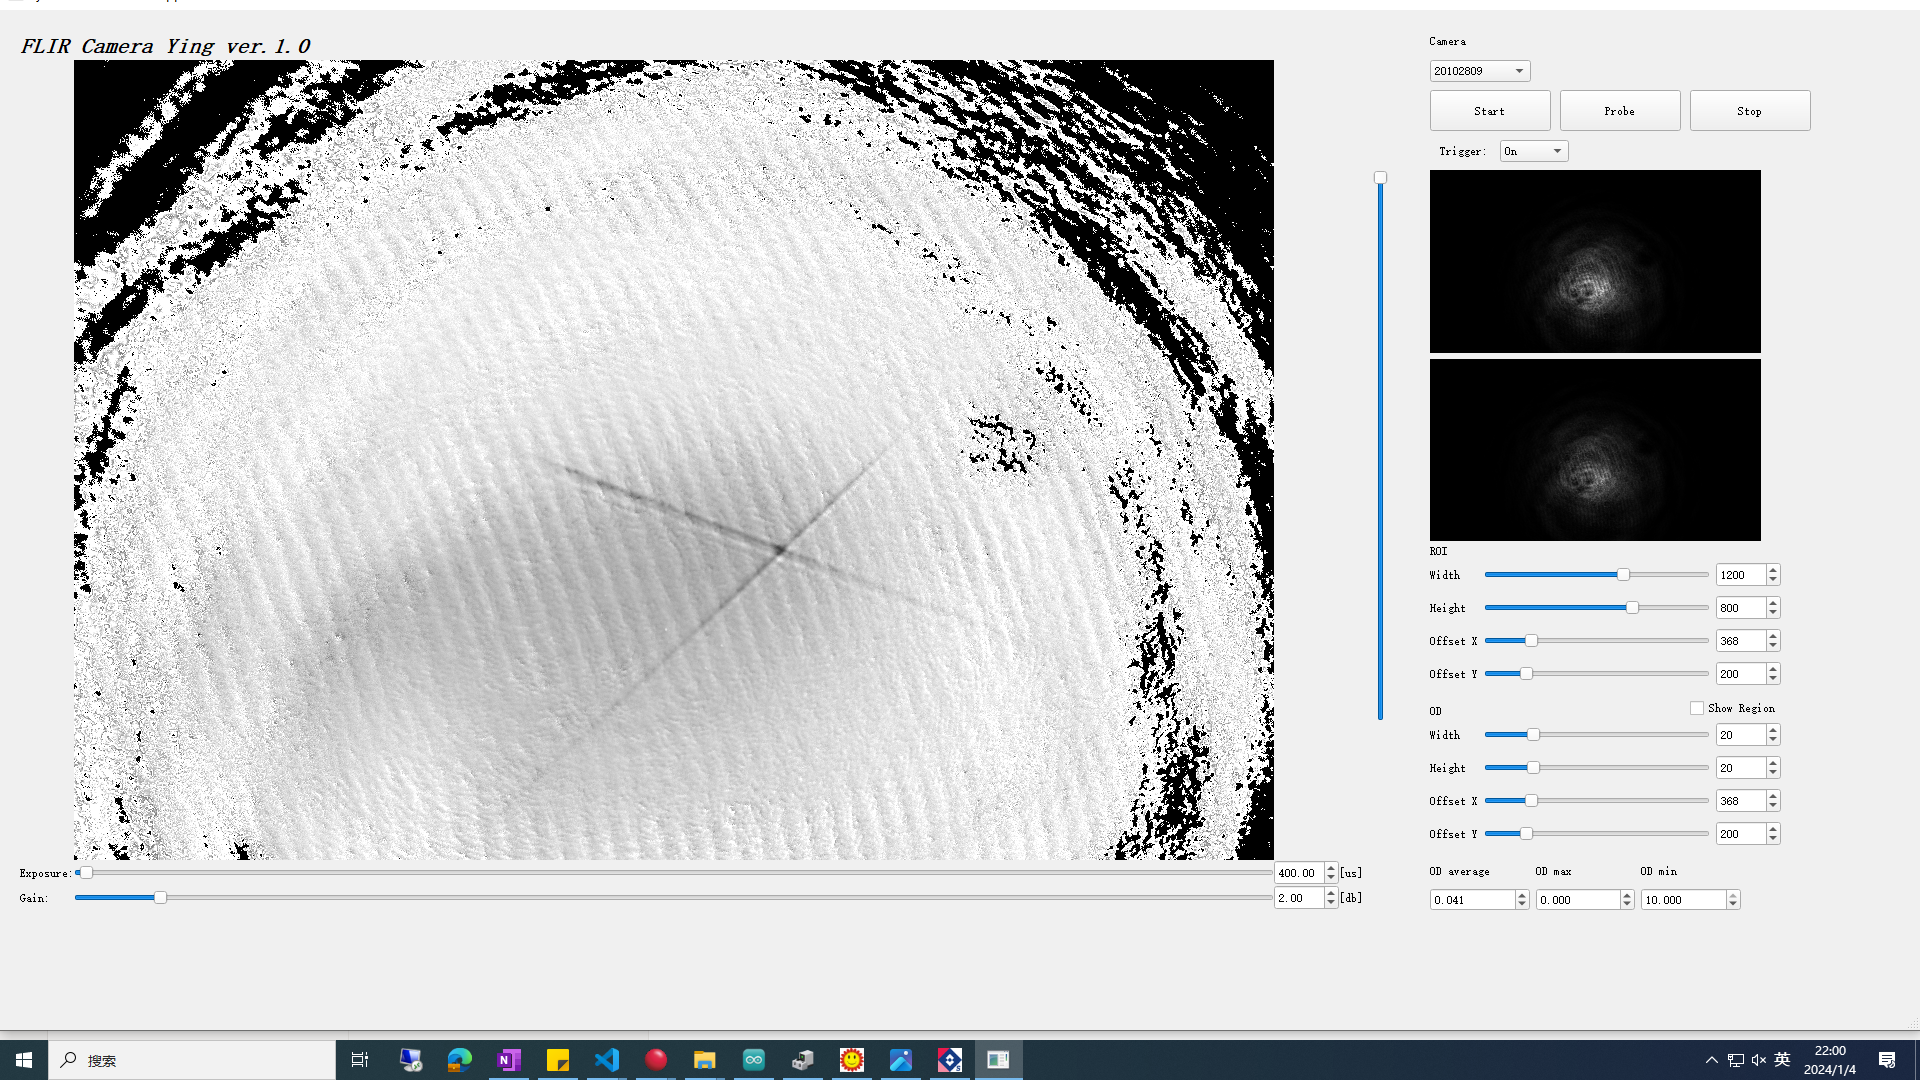 FLIR Camera Ying ver.1.0
Camera
20102809
Start
Probe
Stop
Trigger: On
ROI
Width 1200
Height 800
Offset X 368
Offset Y 200
OD
Show Region
Width 20
Height 20
Offset X 368
Offset Y 200
Exposure: 400.00 [us]
Gain: 2.00 [db]
OD average OD max OD min
0.041 0.000 10.000
搜索
英
22:00
2024/1/4